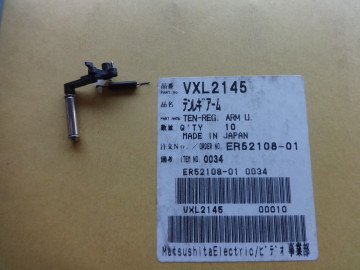 品番 PART NO. VXL2145
品名 テンレギアーム
PART NAME TEN-REG. ARM U.
数量 Q'TY 10
MADE IN JAPAN
注文No./ORDER NO. ER52108-01
備考 ITEM NO. 0034
ER52108-01 0034
VXL2145 00010
MatsushitaElectric/ビデオ事業部